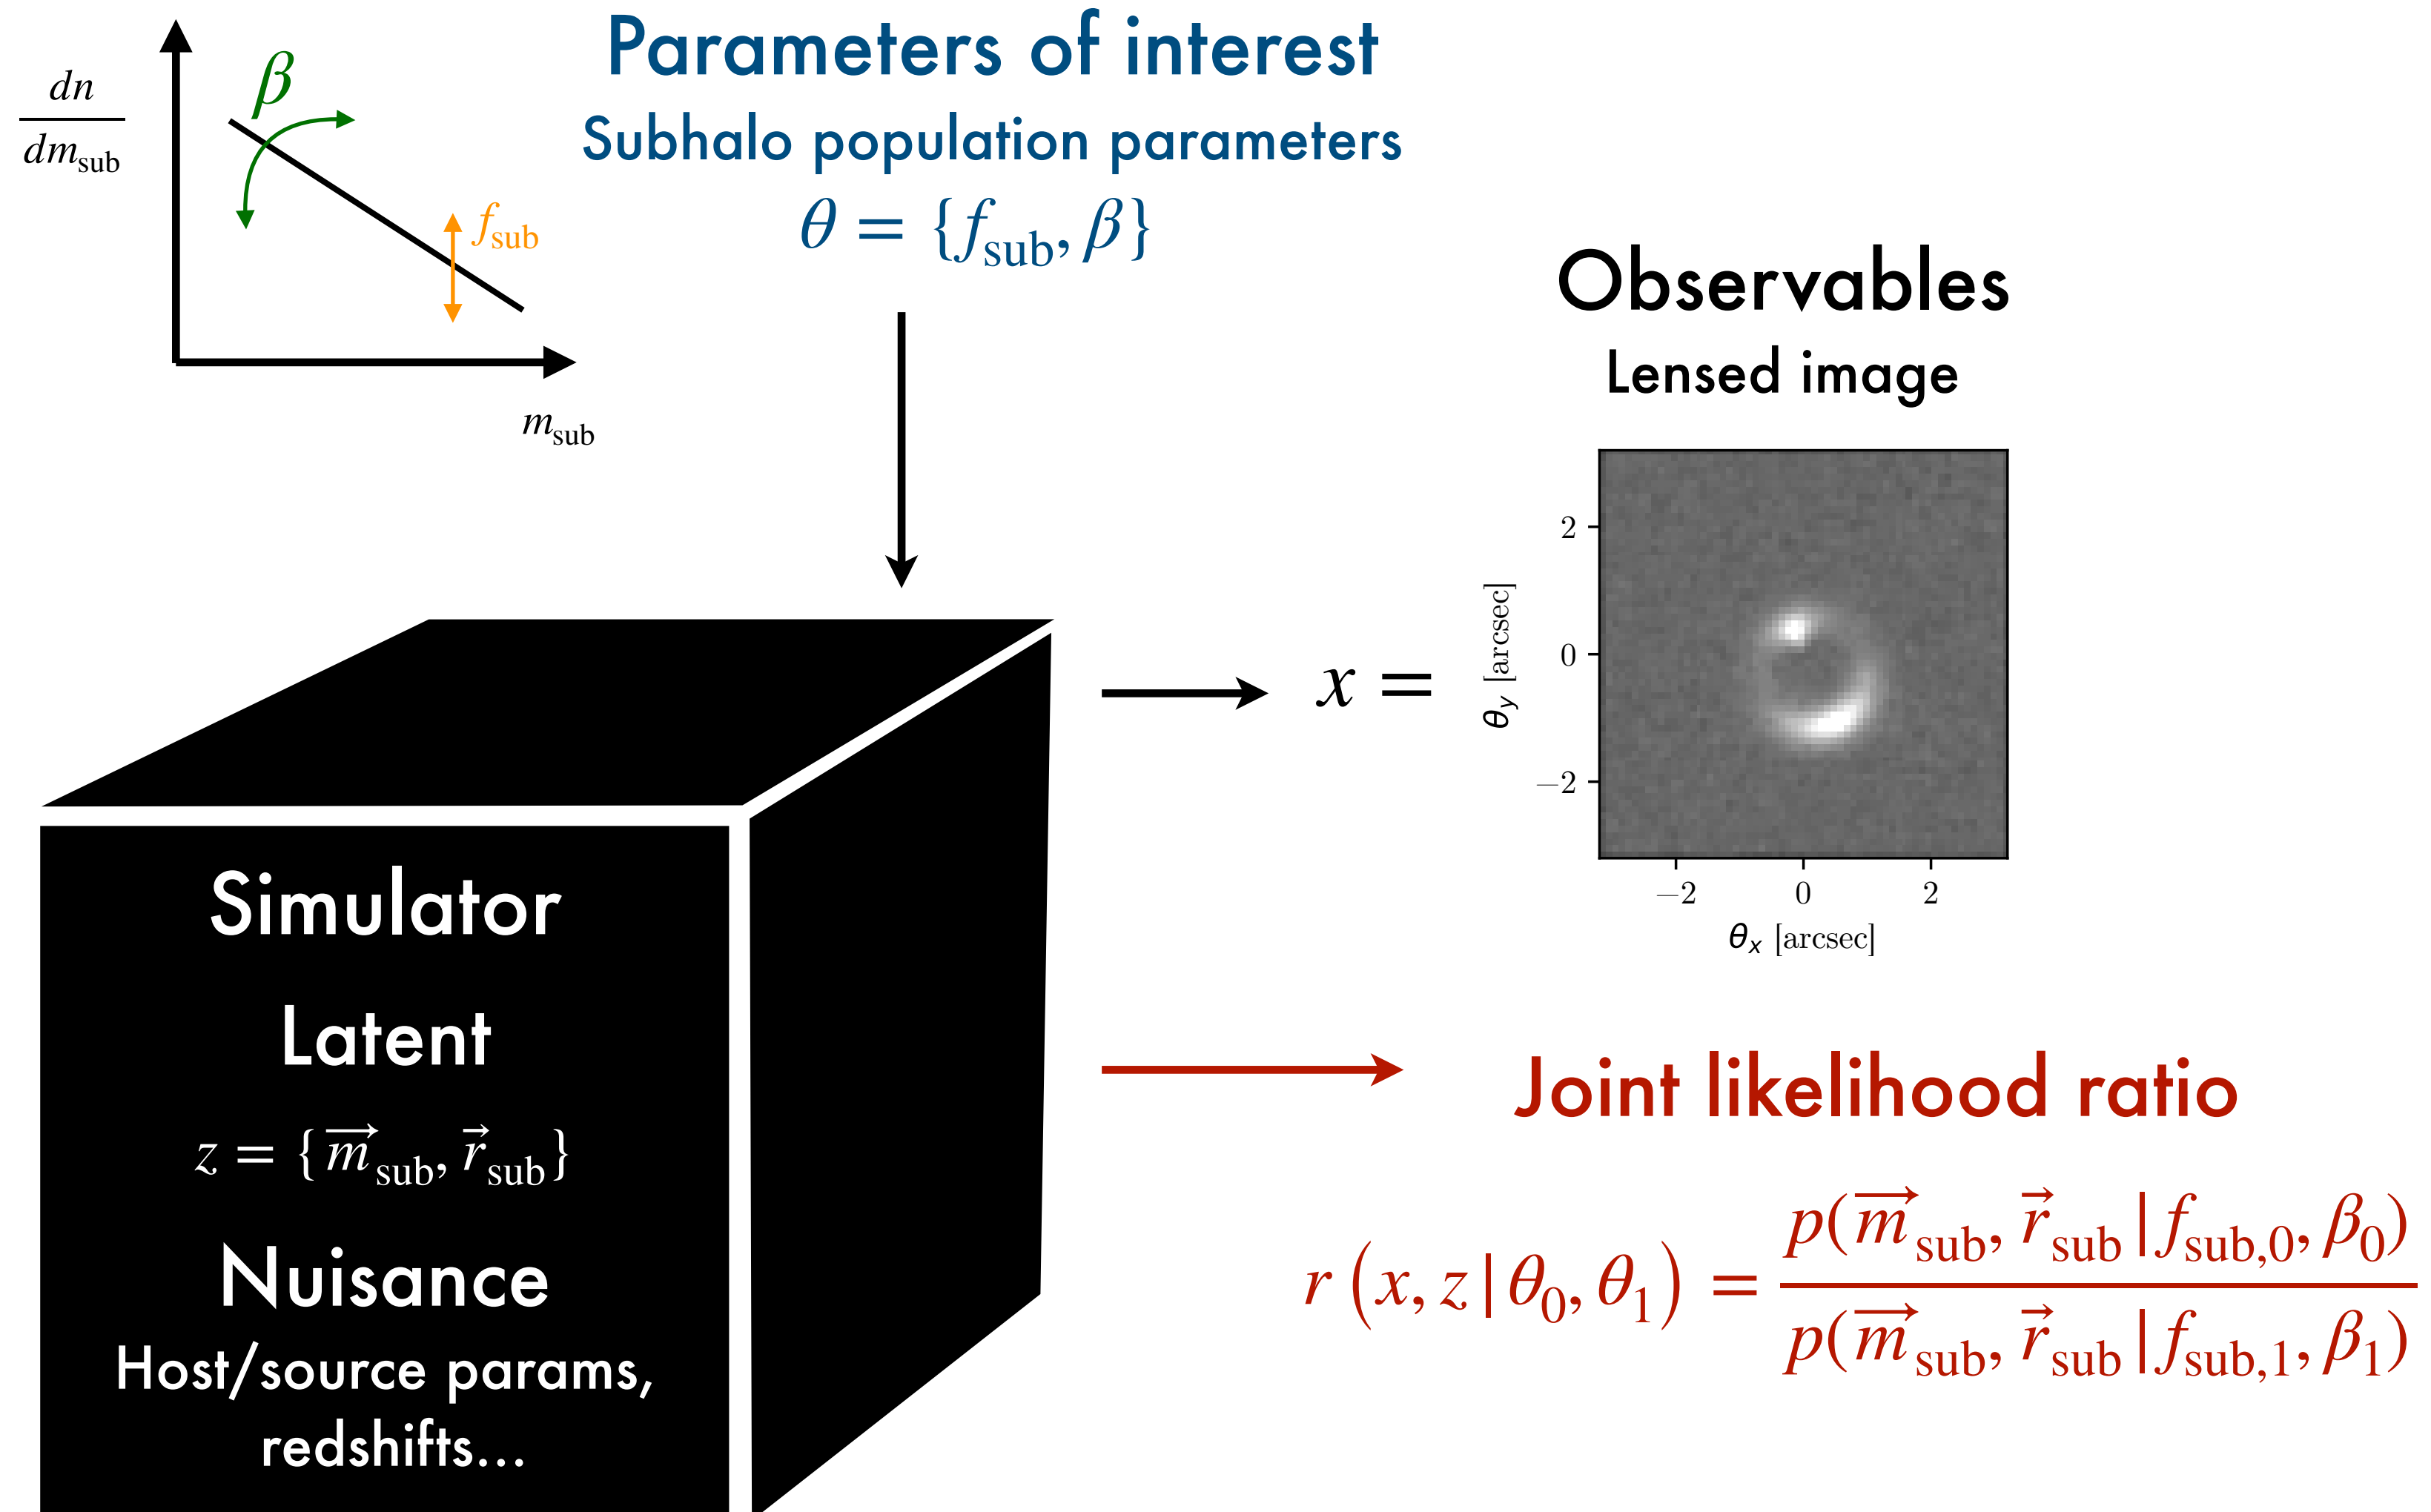 Parameters of interest
Subhalo population parameters
θ = {f_sub, β}
dn
dm_sub
β
f_sub
m_sub
Observables
Lensed image
x =
θ_y [arcsec]
2
0
−2
−2 0 2
θ_x [arcsec]
Simulator
Latent
z = {m⃗_sub, r⃗_sub}
Nuisance
Host/source params,
redshifts...
Joint likelihood ratio
r (x, z | θ_0, θ_1) = p(m⃗_sub, r⃗_sub | f_sub,0, β_0)
p(m⃗_sub, r⃗_sub | f_sub,1, β_1)